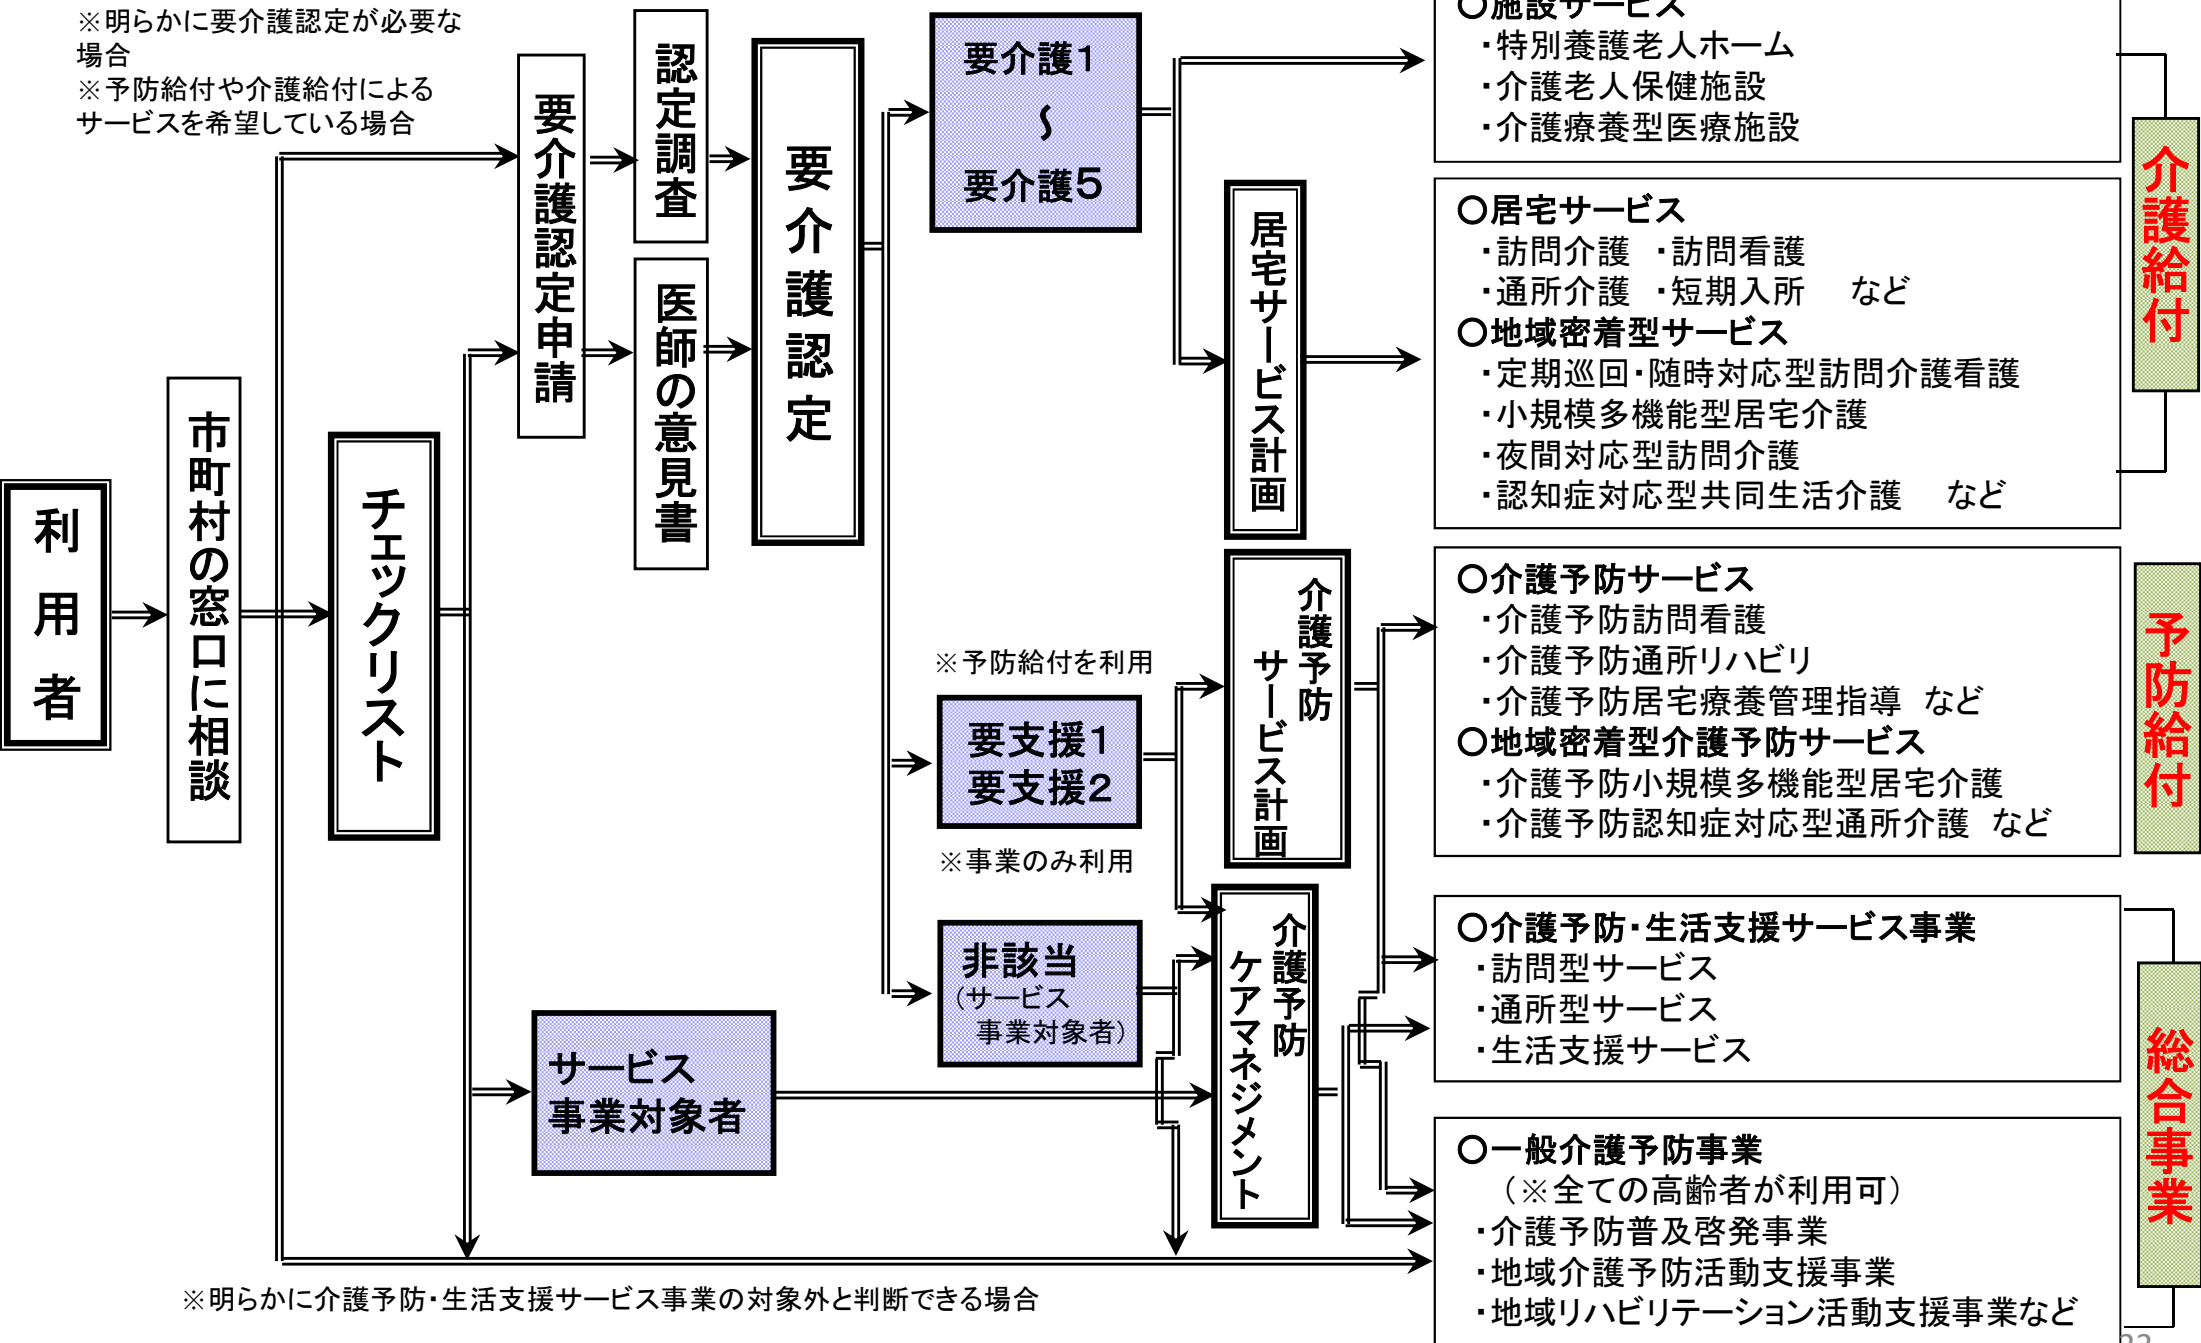 ※明らかに要介護認定が必要な
場合
※予防給付や介護給付による
サービスを希望している場合
利用者
市町村の窓口に相談
チェックリスト
要介護認定申請
認定調査
医師の意見書
要介護認定
要介護1
～
要介護5
※予防給付を利用
要支援1
要支援2
※事業のみ利用
非該当
（サービス
事業対象者）
サービス
事業対象者
居宅サービス計画
介護予防
サービス計画
介護予防
ケアマネジメント
○施設サービス
・特別養護老人ホーム
・介護老人保健施設
・介護療養型医療施設
○居宅サービス
・訪問介護 ・訪問看護
・通所介護 ・短期入所 など
○地域密着型サービス
・定期巡回・随時対応型訪問介護看護
・小規模多機能型居宅介護
・夜間対応型訪問介護
・認知症対応型共同生活介護 など
○介護予防サービス
・介護予防訪問看護
・介護予防通所リハビリ
・介護予防居宅療養管理指導 など
○地域密着型介護予防サービス
・介護予防小規模多機能型居宅介護
・介護予防認知症対応型通所介護 など
○介護予防・生活支援サービス事業
・訪問型サービス
・通所型サービス
・生活支援サービス
○一般介護予防事業
（※全ての高齢者が利用可）
・介護予防普及啓発事業
・地域介護予防活動支援事業
・地域リハビリテーション活動支援事業など
介護給付
予防給付
総合事業
※明らかに介護予防・生活支援サービス事業の対象外と判断できる場合